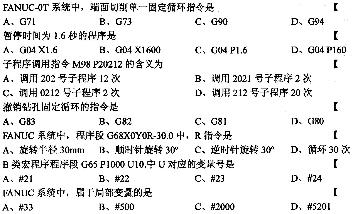 FANUC-0T 系统中，端面切削单一固定循环指令是 【
A、G71 B、G73 C、G90 D、G94
暂停时间为 1.6 秒的程序是 【
A、G04 X1.6 B、G04 X1600 C、G04 P1.6 D、G04 P160
子程序调用指令 M98 P20212 的含义为 【
A、调用 202 号子程序 12 次 B、调用 2021 号子程序 2 次
C、调用 0212 号子程序 2 次 D、调用 212 号子程序 20 次
撤销钻孔固定循环的指令是 【
A、G83 B、G82 C、G81 D、G80
FANUC 系统中，程序段 G68X0Y0R-30.0 中，R 指令是 【
A、旋转半径 30mm B、顺时针旋转 30° C、逆时针旋转 30° D、循环 30 次
B 类宏程序程序段 G65 P1000 U10.中 U 对应的变量号是 【
A、#21 B、#22 C、#23 D、#24
FANUC 系统中，属于局部变量的是 【
A、#33 B、#500 C、#2000 D、#5201